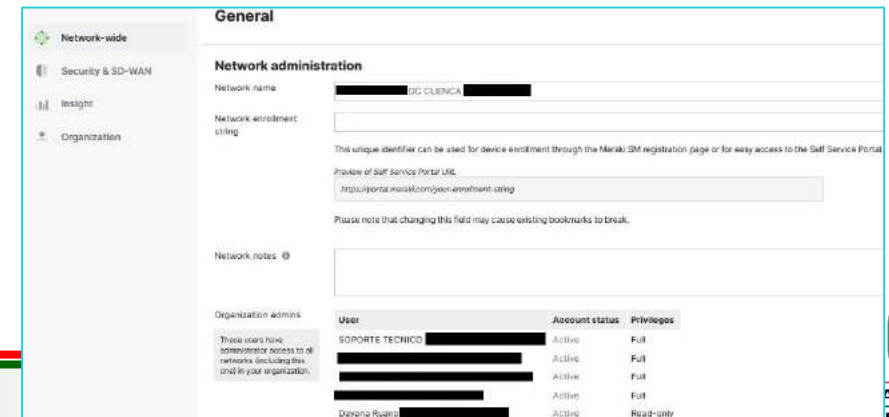 General
Network-wide
Security & SD-WAN
Insight
Organization
Network administration
Network name
DC CUENCA
Network enrollment
string
This unique identifier can be used for device enrollment through the Meraki SM registration page or for easy access to the Self Service Portal.
Preview of Self Service Portal URL
https://portal.meraki.com/your-enrollment-string
Please note that changing this field may cause existing bookmarks to break.
Network notes
Organization admins
These users have
administrator access to all
networks (including this
one) in your organization.
User Account status Privileges
SOPORTE TECNICO Active Full
Active Full
Active Full
Active Full
Dayana Ruano Active Read-only